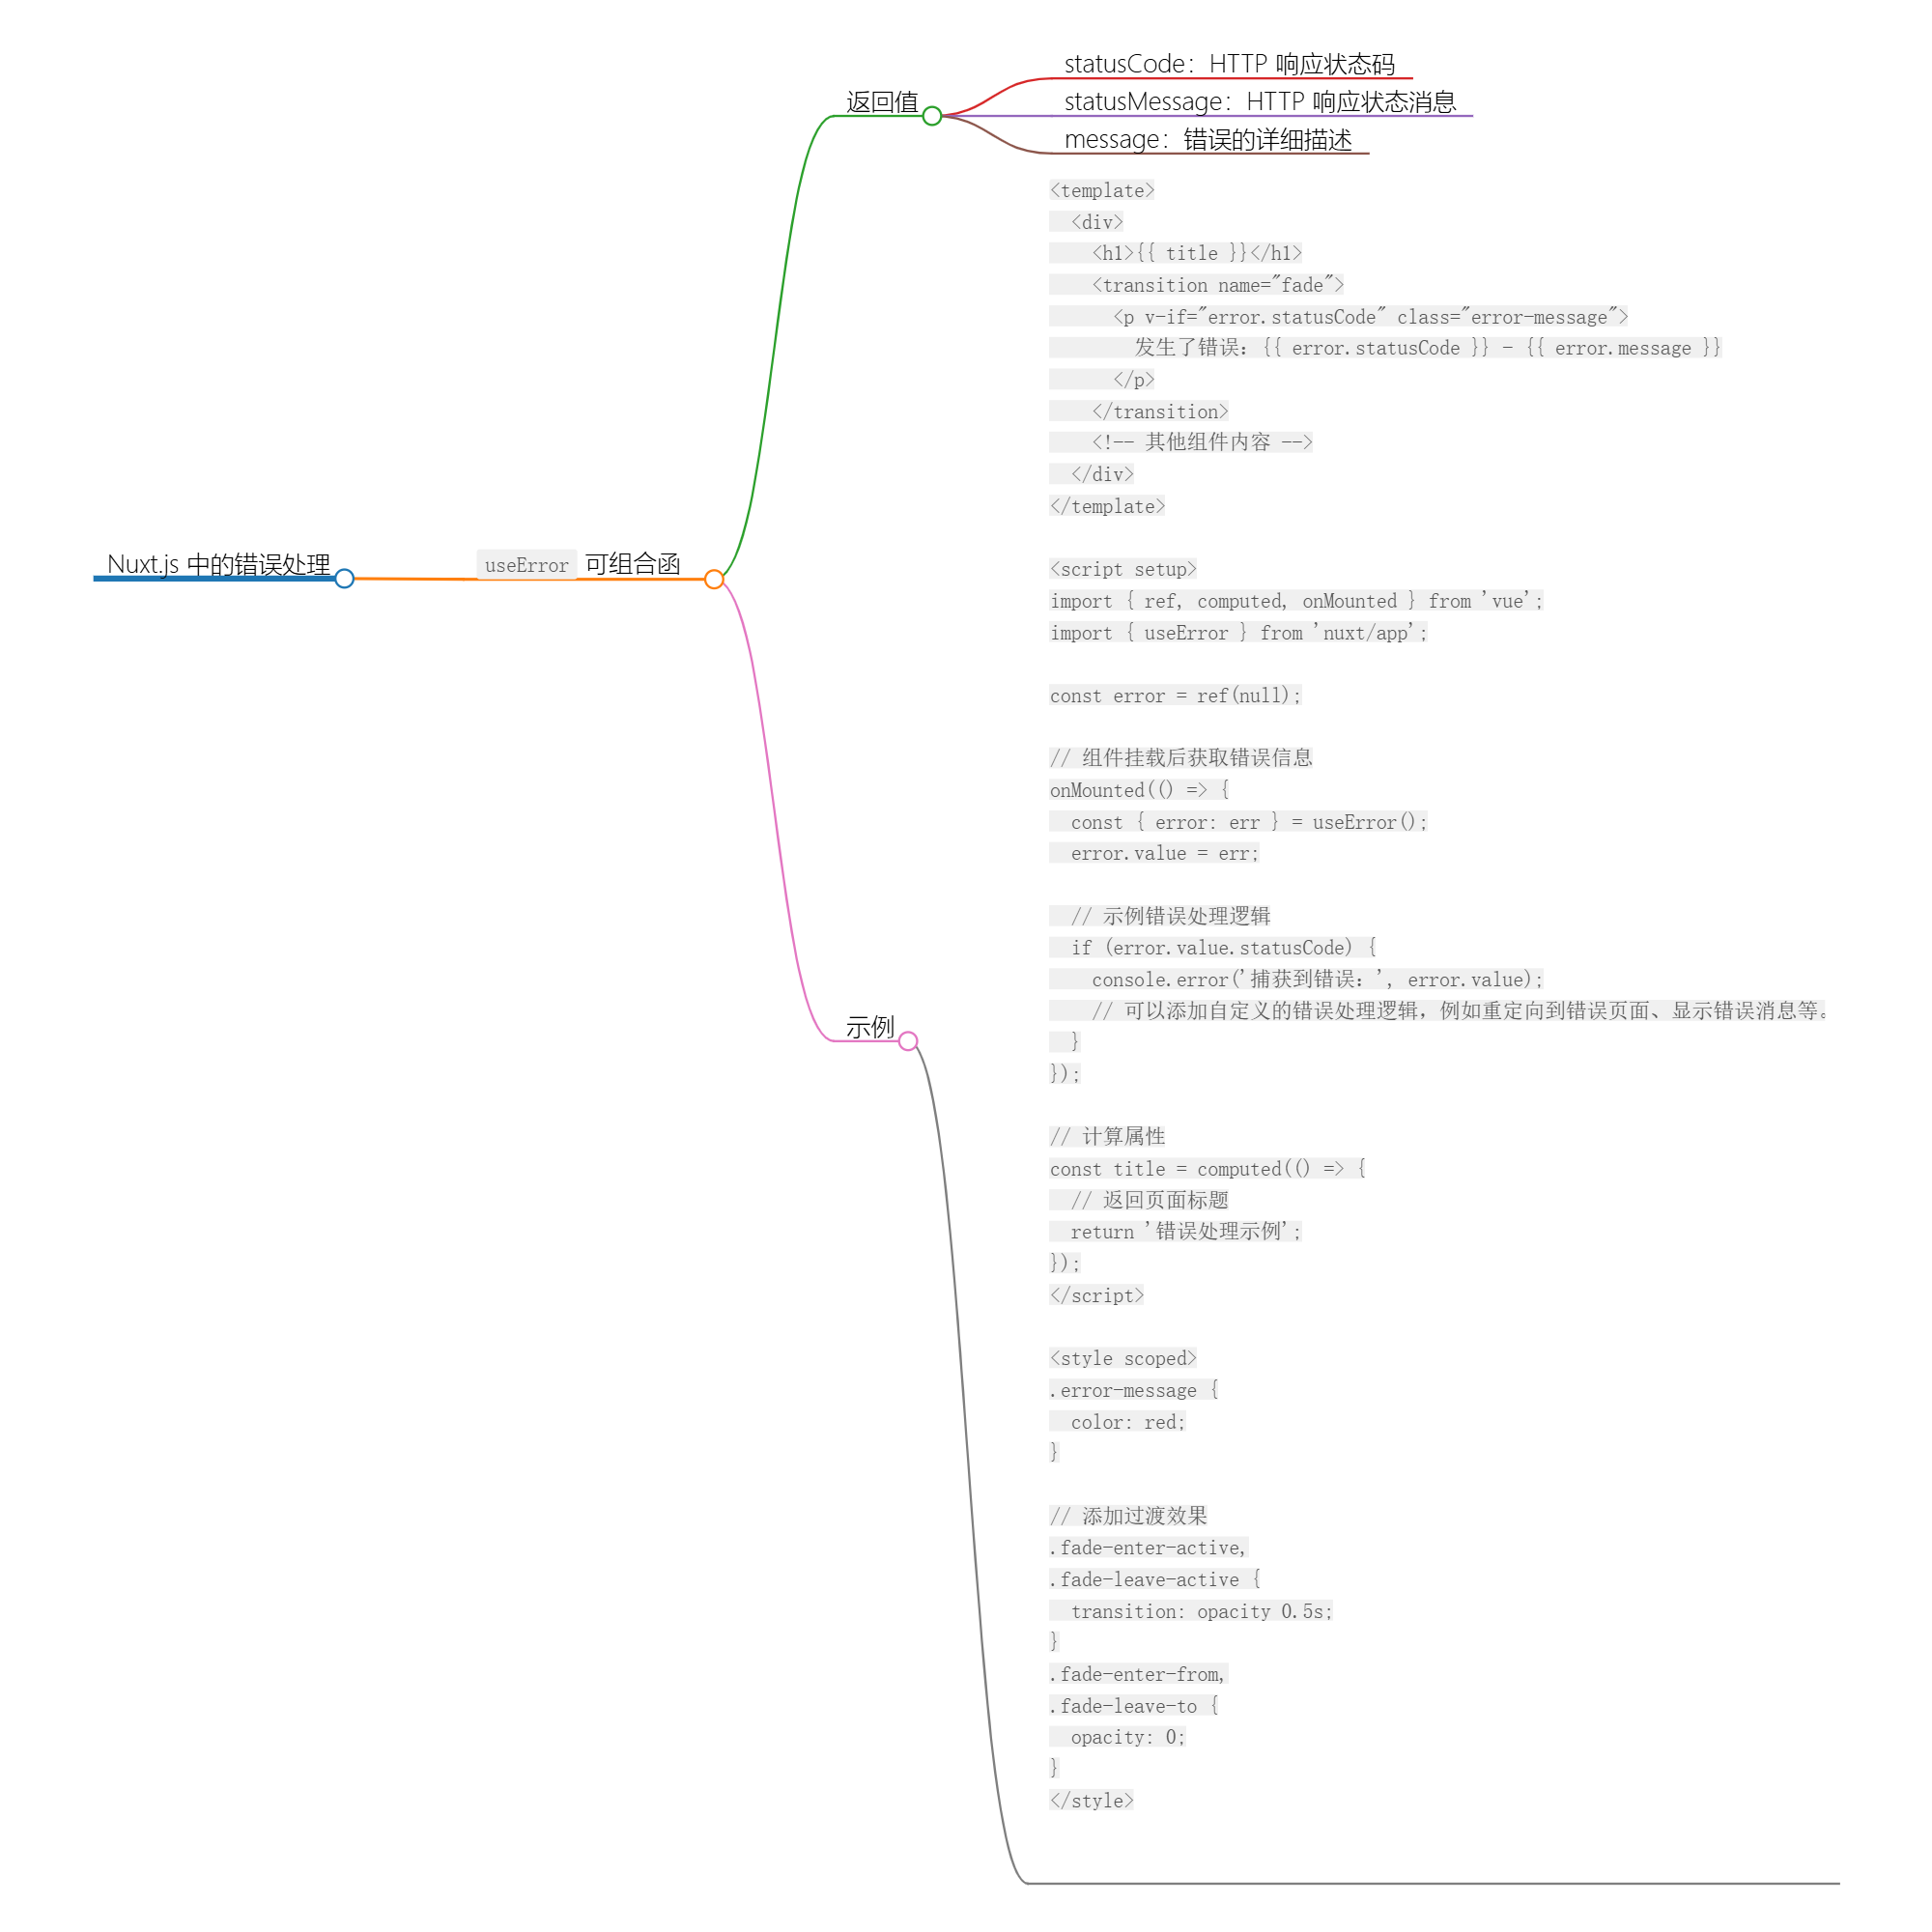 Nuxt.js 中的错误处理
useError 可组合函
返回值
statusCode：HTTP 响应状态码
statusMessage：HTTP 响应状态消息
message：错误的详细描述
示例
<template>
  <div>
    <h1>{{ title }}</h1>
    <transition name="fade">
      <p v-if="error.statusCode" class="error-message">
        发生了错误：{{ error.statusCode }} - {{ error.message }}
      </p>
    </transition>
    <!-- 其他组件内容 -->
  </div>
</template>

<script setup>
import { ref, computed, onMounted } from 'vue';
import { useError } from 'nuxt/app';

const error = ref(null);

// 组件挂载后获取错误信息
onMounted(() => {
  const { error: err } = useError();
  error.value = err;

  // 示例错误处理逻辑
  if (error.value.statusCode) {
    console.error('捕获到错误：', error.value);
    // 可以添加自定义的错误处理逻辑，例如重定向到错误页面、显示错误消息等。
  }
});

// 计算属性
const title = computed(() => {
  // 返回页面标题
  return '错误处理示例';
});
</script>

<style scoped>
.error-message {
  color: red;
}

// 添加过渡效果
.fade-enter-active,
.fade-leave-active {
  transition: opacity 0.5s;
}
.fade-enter-from,
.fade-leave-to {
  opacity: 0;
}
</style>